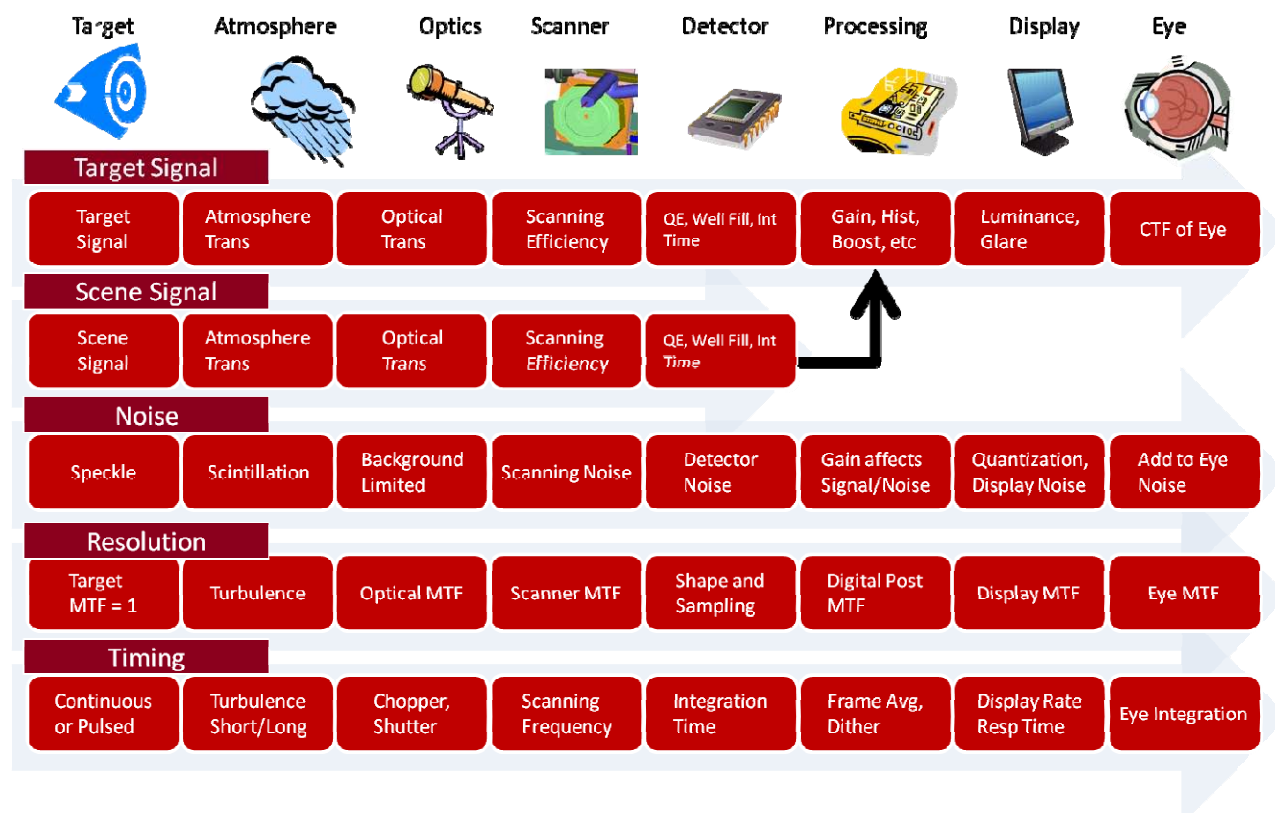 Target Atmosphere Optics Scanner Detector Processing Display Eye
Target Signal
Target
Signal
Atmosphere
Trans
Optical
Trans
Scanning
Efficiency
QE, Well Fill, Int
Time
Gain, Hist,
Boost, etc
Luminance,
Glare
CTF of Eye
Scene Signal
Scene
Signal
Atmosphere
Trans
Optical
Trans
Scanning
Efficiency
QE, Well Fill, Int
Time
Noise
Speckle
Scintillation
Background
Limited
Scanning Noise
Detector
Noise
Gain affects
Signal/Noise
Quantization,
Display Noise
Add to Eye
Noise
Resolution
Target
MTF = 1
Turbulence
Optical MTF
Scanner MTF
Shape and
Sampling
Digital Post
MTF
Display MTF
Eye MTF
Timing
Continuous
or Pulsed
Turbulence
Short/Long
Chopper,
Shutter
Scanning
Frequency
Integration
Time
Frame Avg,
Dither
Display Rate
Resp Time
Eye Integration